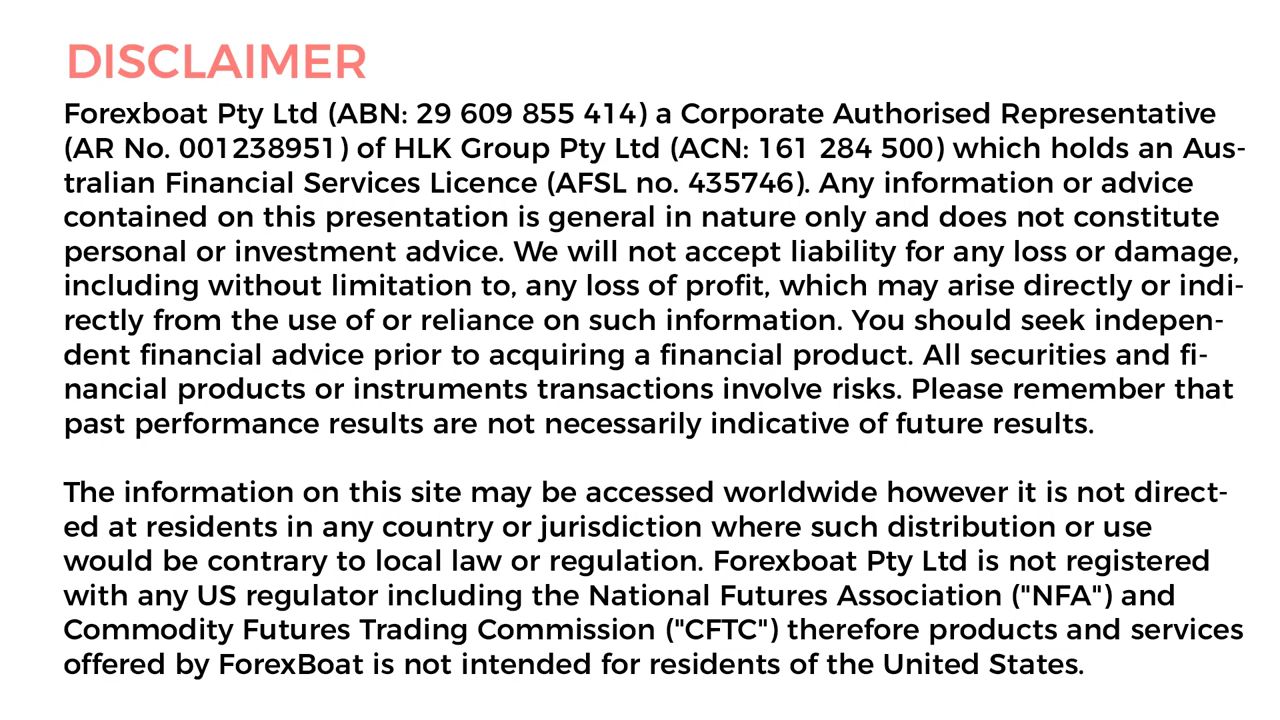 DISCLAIMER
Forexboat Pty Ltd (ABN: 29 609 855 414) a Corporate Authorised Representative
(AR No. 001238951) of HLK Group Pty Ltd (ACN: 161 284 500) which holds an Aus-
tralian Financial Services Licence (AFSL no. 435746). Any information or advice
contained on this presentation is general in nature only and does not constitute
personal or investment advice. We will not accept liability for any loss or damage,
including without limitation to, any loss of profit, which may arise directly or indi-
rectly from the use of or reliance on such information. You should seek indepen-
dent financial advice prior to acquiring a financial product. All securities and fi-
nancial products or instruments transactions involve risks. Please remember that
past performance results are not necessarily indicative of future results.
The information on this site may be accessed worldwide however it is not direct-
ed at residents in any country or jurisdiction where such distribution or use
would be contrary to local law or regulation. Forexboat Pty Ltd is not registered
with any US regulator including the National Futures Association ("NFA") and
Commodity Futures Trading Commission ("CFTC") therefore products and services
offered by ForexBoat is not intended for residents of the United States.